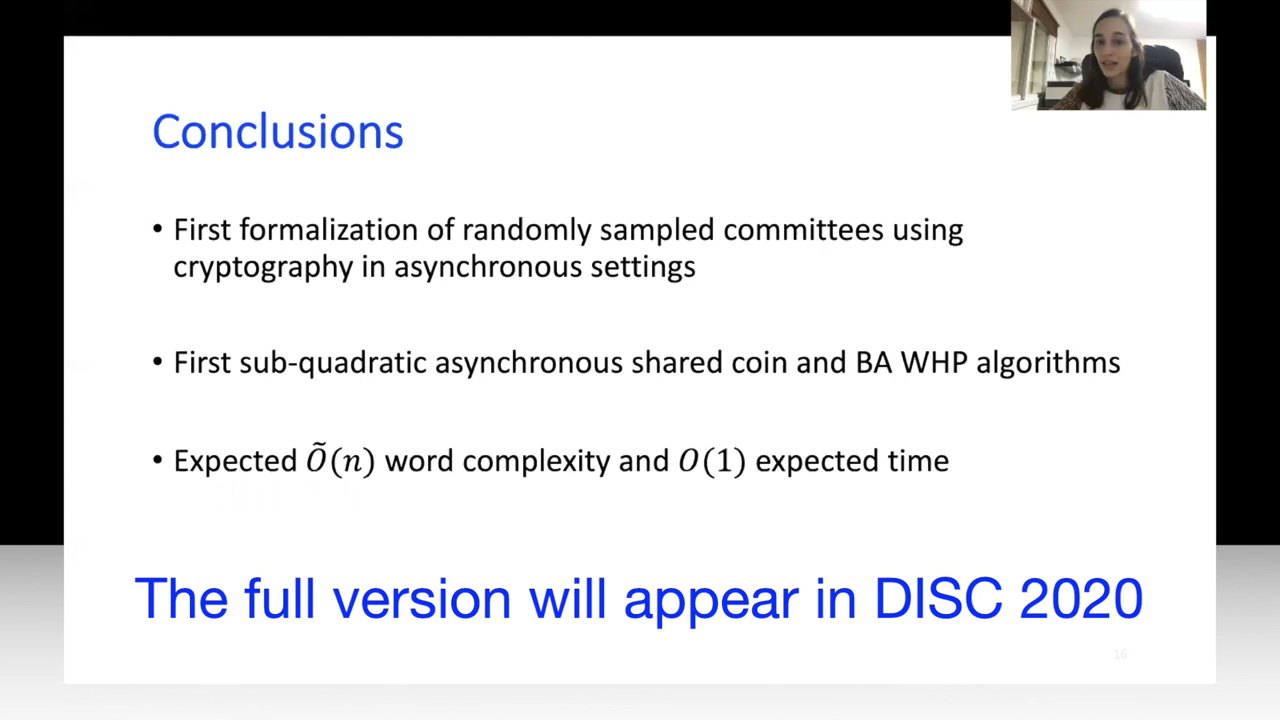 Conclusions
• First formalization of randomly sampled committees using
cryptography in asynchronous settings
• First sub-quadratic asynchronous shared coin and BA WHP algorithms
• Expected Õ(n) word complexity and O(1) expected time
The full version will appear in DISC 2020
16